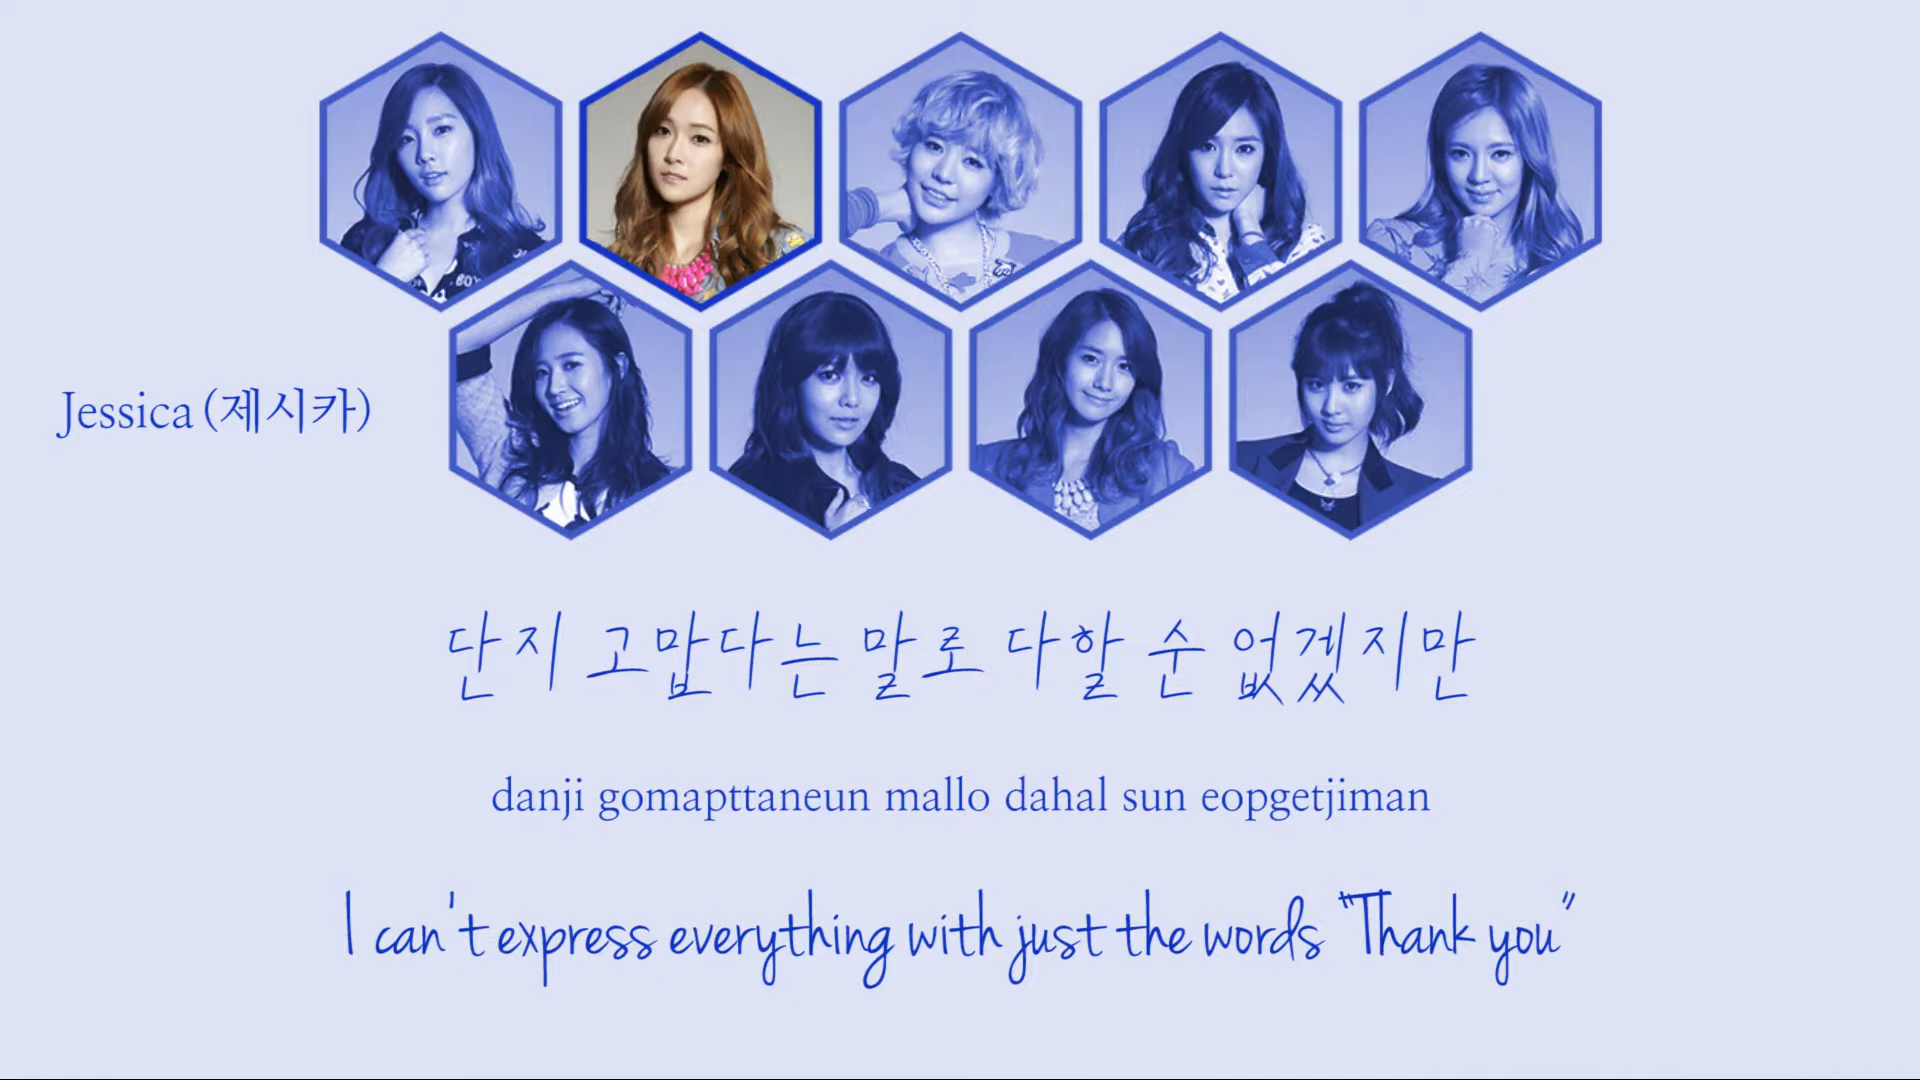 Jessica (제시카)
단지 고맙다는 말로 다할 순 없겠지만
danji gomapttaneun mallo dahal sun eopgetjiman
I can't express everything with just the words "Thank you"